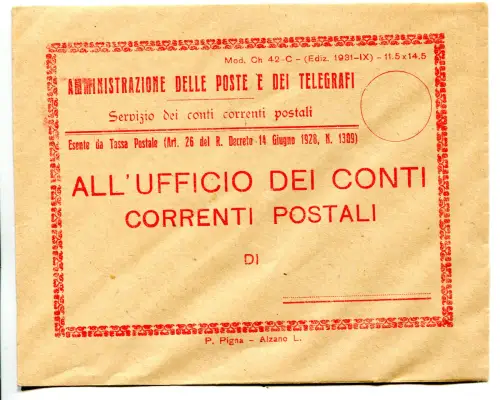 Mod. Ch 42-C - (Ediz. 1931-IX) - 11.5x14,5
AMMINISTRAZIONE DELLE POSTE E DEI TELEGRAFI
Servizio dei conti correnti postali
Esente da Tassa Postale (Art. 26 del R. Decreto 14 Giugno 1928, N. 1309)
ALL'UFFICIO DEI CONTI
CORRENTI POSTALI
DI
P. Pigna - Alzano L.